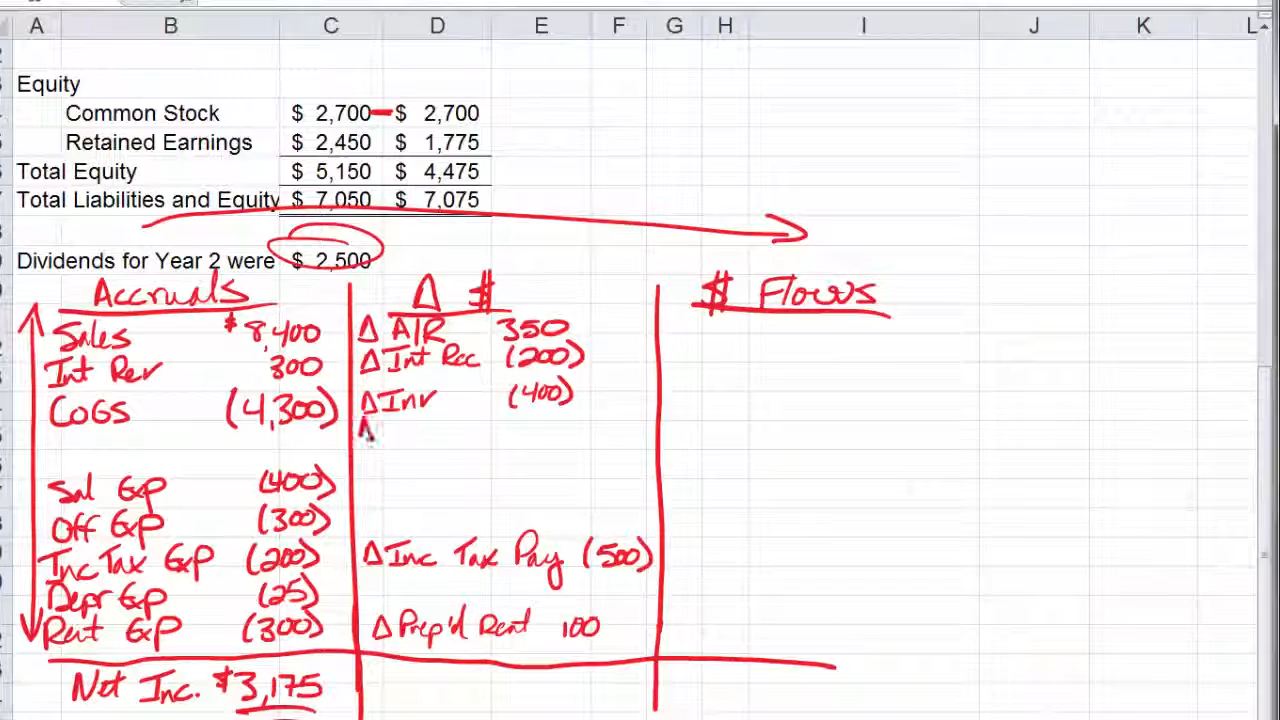 A B C D E F G H I J K L
Equity
Common Stock $ 2,700 $ 2,700
Retained Earnings $ 2,450 $ 1,775
Total Equity $ 5,150 $ 4,475
Total Liabilities and Equity $ 7,050 $ 7,075
Dividends for Year 2 were $ 2,500
Accruals Δ $ $ Flows
Sales $8,400 Δ A/R 350
Int Rev 300 Δ Int Rec (200)
COGS (4,300) Δ Inv (400)
Sal Exp (400)
Off Exp (300)
Inc Tax Exp (200) Δ Inc Tax Pay (500)
Depr Exp (25)
Rent Exp (300) Δ Prep'd Rent 100
Net Inc. $3,175